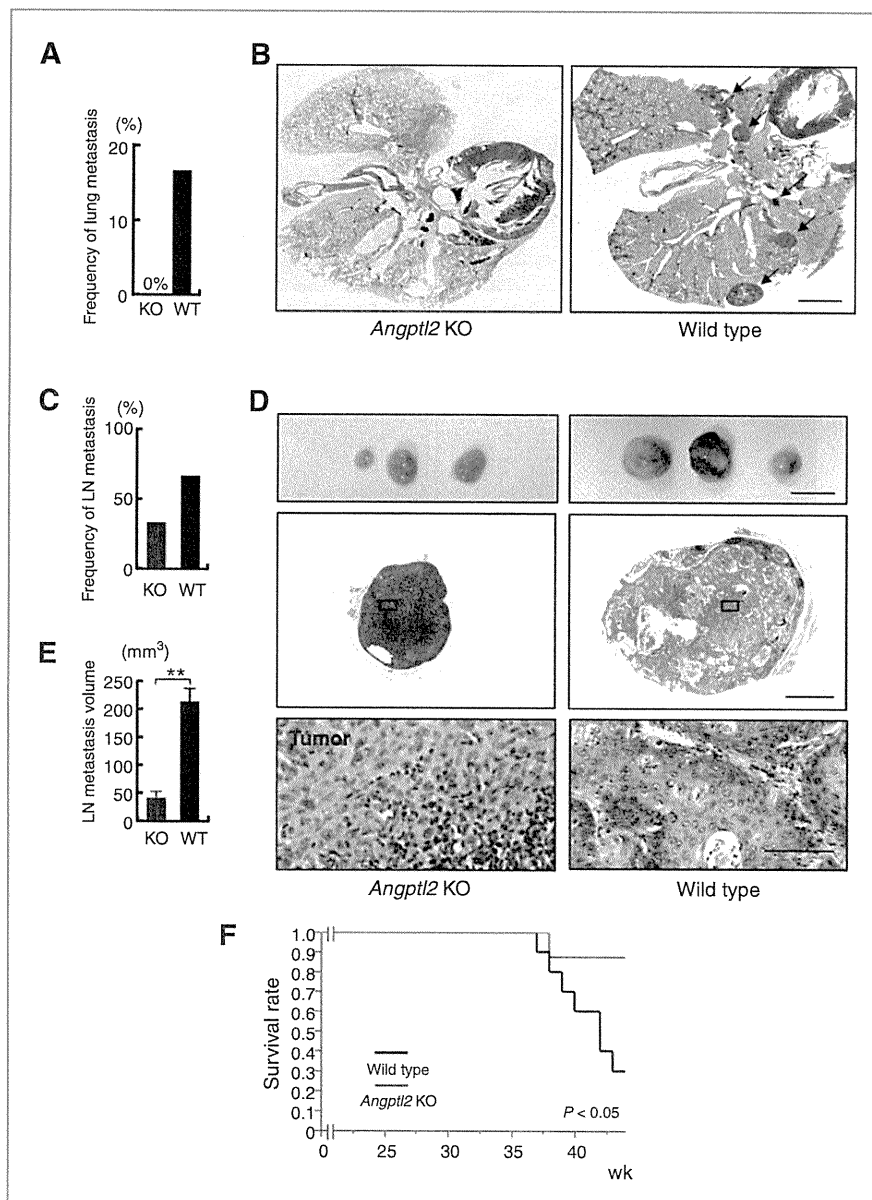 A
(%)
20
10
0
0%
Frequency of lung metastasis
KO WT
B
Angptl2 KO
Wild type
C
(%)
100
50
0
Frequency of LN metastasis
KO WT
D
Tumor
Angptl2 KO
Wild type
E
(mm3)
**
250
200
150
100
50
0
LN metastasis volume
KO WT
F
1.0
0.9
0.8
0.7
0.6
0.5
0.4
0.3
0.2
0.1
0
Survival rate
Wild type
Angptl2 KO
P < 0.05
0 25 30 35 40
wk